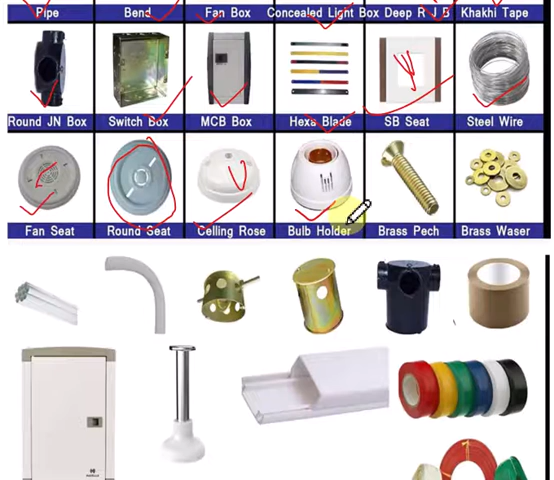 Pipe Bend Fan Box Concealed Light Box Deep R J B Khakhi Tape
Round JN Box Switch Box MCB Box Hexa Blade SB Seat Steel Wire
Fan Seat Round Seat Celling Rose Bulb Holder Brass Pech Brass Waser